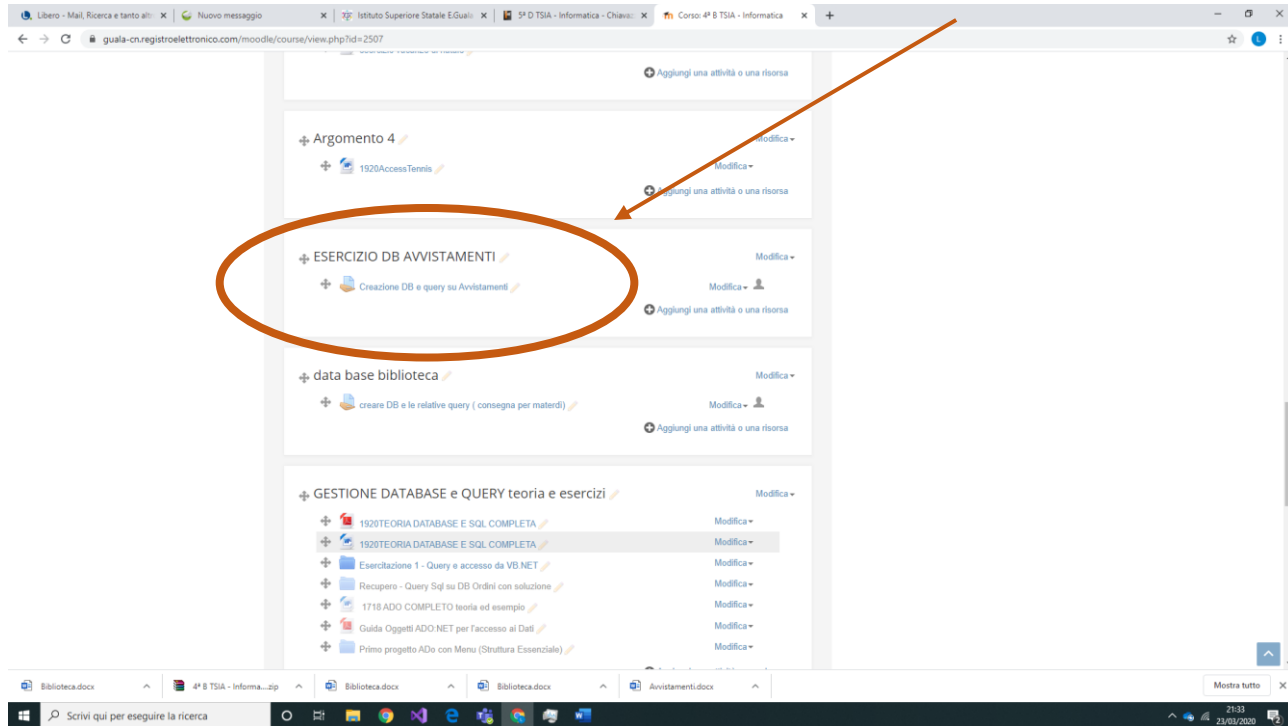 Libero - Mail, Ricerca e tanto alt
Nuovo messaggio
Istituto Superiore Statale E.Guala
5ª D TSIA - Informatica - Chiavaz
Corso: 4ª B TSIA - Informatica
guala-cn.registroelettronico.com/moodle/course/view.php?id=2507
L
Aggiungi una attività o una risorsa
Argomento 4
Modifica
1920AccessTennis
Modifica
Aggiungi una attività o una risorsa
ESERCIZIO DB AVVISTAMENTI
Modifica
Creazione DB e query su Avvistamenti
Modifica
Aggiungi una attività o una risorsa
data base biblioteca
Modifica
creare DB e le relative query ( consegna per materdi)
Modifica
Aggiungi una attività o una risorsa
GESTIONE DATABASE e QUERY teoria e esercizi
Modifica
1920TEORIA DATABASE E SQL COMPLETA
Modifica
1920TEORIA DATABASE E SQL COMPLETA
Modifica
Esercitazione 1 - Query e accesso da VB.NET
Modifica
Recupero - Query Sql su DB Ordini con soluzione
Modifica
1718 ADO COMPLETO teoria ed esempio
Modifica
Guida Oggetti ADO.NET per l'accesso ai Dati
Modifica
Primo progetto ADo con Menu (Struttura Essenziale)
Modifica
Biblioteca.docx
4ª B TSIA - Informa....zip
Biblioteca.docx
Biblioteca.docx
Avvistamenti.docx
Mostra tutto
Scrivi qui per eseguire la ricerca
21:33
23/03/2020